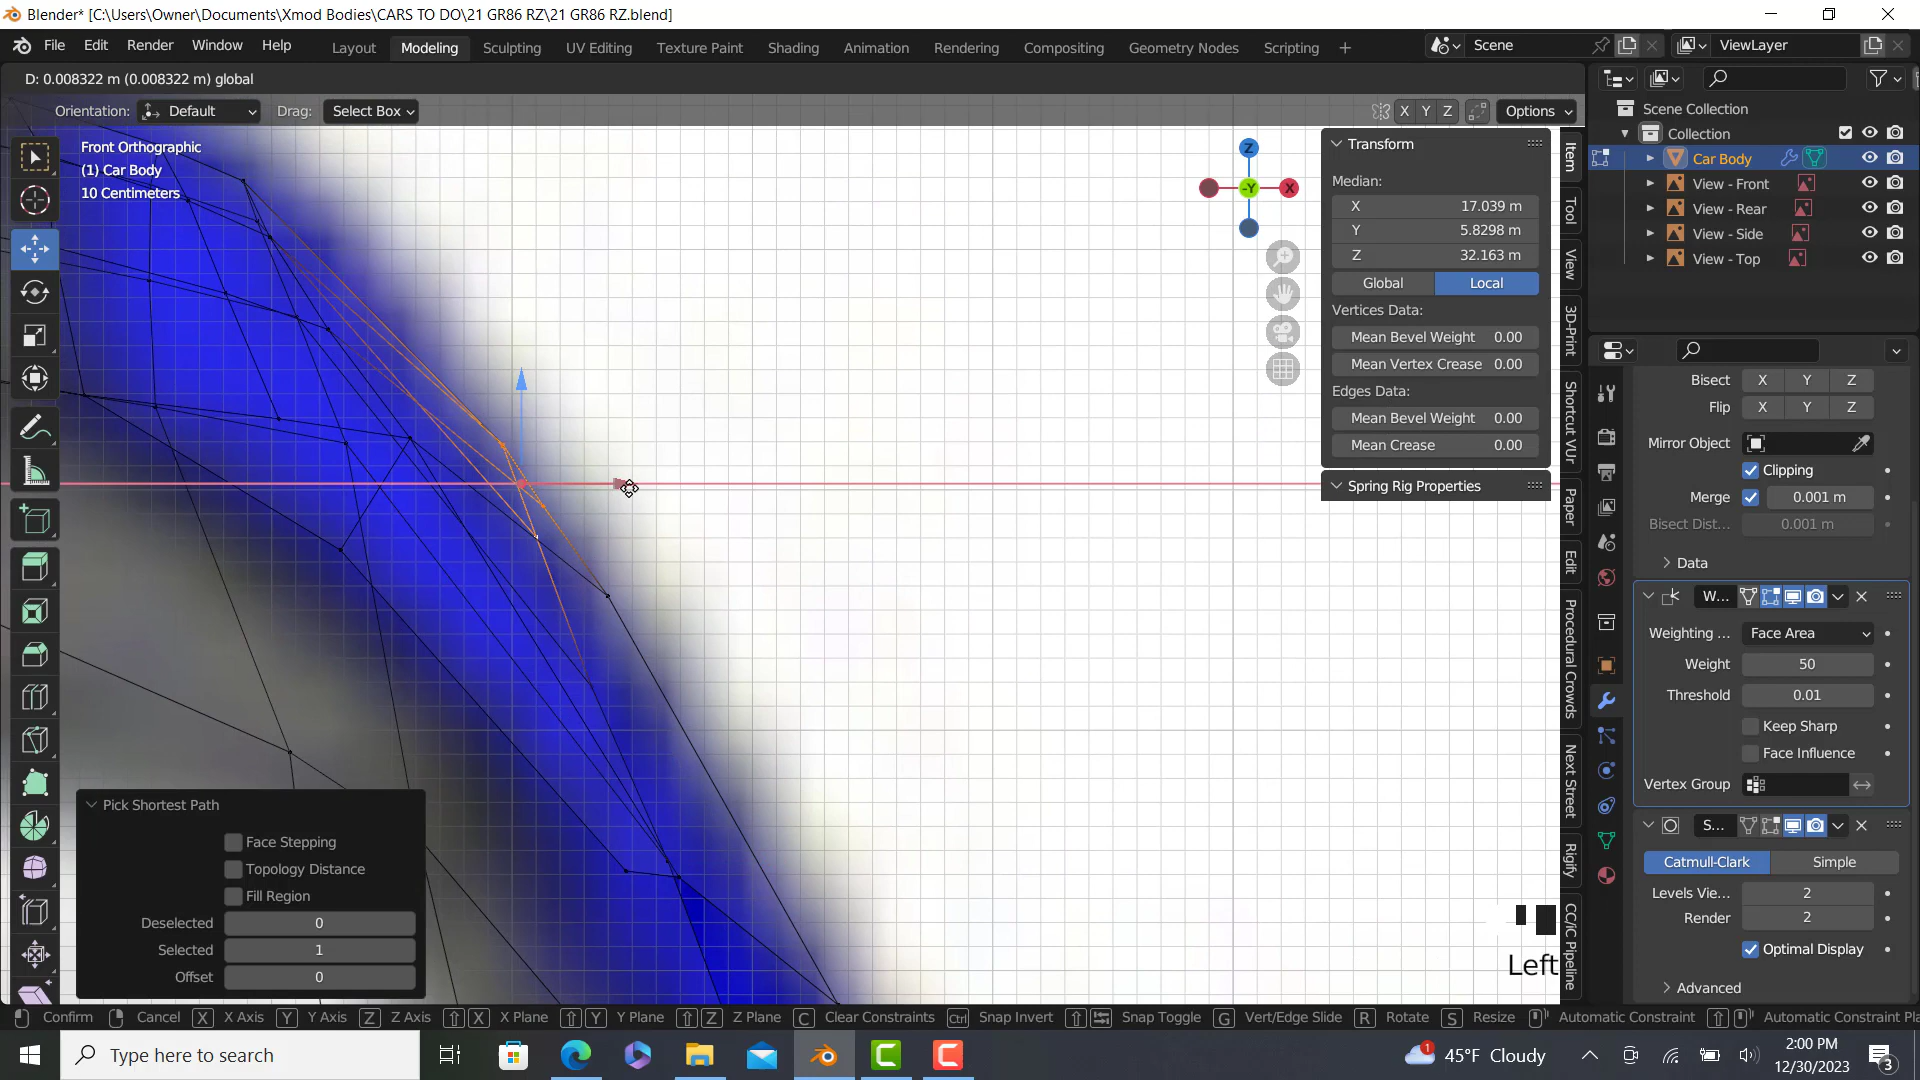 Blender* [C:\Users\Owner\Documents\Xmod Bodies\CARS TO DO\21 GR86 RZ\21 GR86 RZ.blend]
File Edit Render Window Help Layout Modeling Sculpting UV Editing Texture Paint Shading Animation Rendering Compositing Geometry Nodes Scripting + Scene ViewLayer
D: 0.008322 m (0.008322 m) global
Orientation: Default Drag: Select Box X Y Z Options
Front Orthographic
(1) Car Body
10 Centimeters
Z
-Y X
Transform
Median:
X 17.039 m
Y 5.8298 m
Z 32.163 m
Global Local
Vertices Data:
Mean Bevel Weight 0.00
Mean Vertex Crease 0.00
Edges Data:
Mean Bevel Weight 0.00
Mean Crease 0.00
Spring Rig Properties
Item
Tool
View
3D-Print
Shortcut VUr
Paper
Edit
Procedural Crowds
Next Street
Rigify
CC/iC Pipeline
Scene Collection
Collection
Car Body
View - Front
View - Rear
View - Side
View - Top
Bisect X Y Z
Flip X Y Z
Mirror Object
Clipping
Merge 0.001 m
Bisect Dist... 0.001 m
Data
W...
Weighting ... Face Area
Weight 50
Threshold 0.01
Keep Sharp
Face Influence
Vertex Group
S...
Catmull-Clark Simple
Levels Vie... 2
Render 2
Optimal Display
Advanced
Pick Shortest Path
Face Stepping
Topology Distance
Fill Region
Deselected 0
Selected 1
Offset 0
Left
Confirm Cancel X X Axis Y Y Axis Z Z Axis X X Plane Y Y Plane Z Z Plane C Clear Constraints Ctrl Snap Invert Snap Toggle G Vert/Edge Slide R Rotate S Resize Automatic Constraint Automatic Constraint Pla
Type here to search
1
45°F Cloudy
2:00 PM
12/30/2023
3